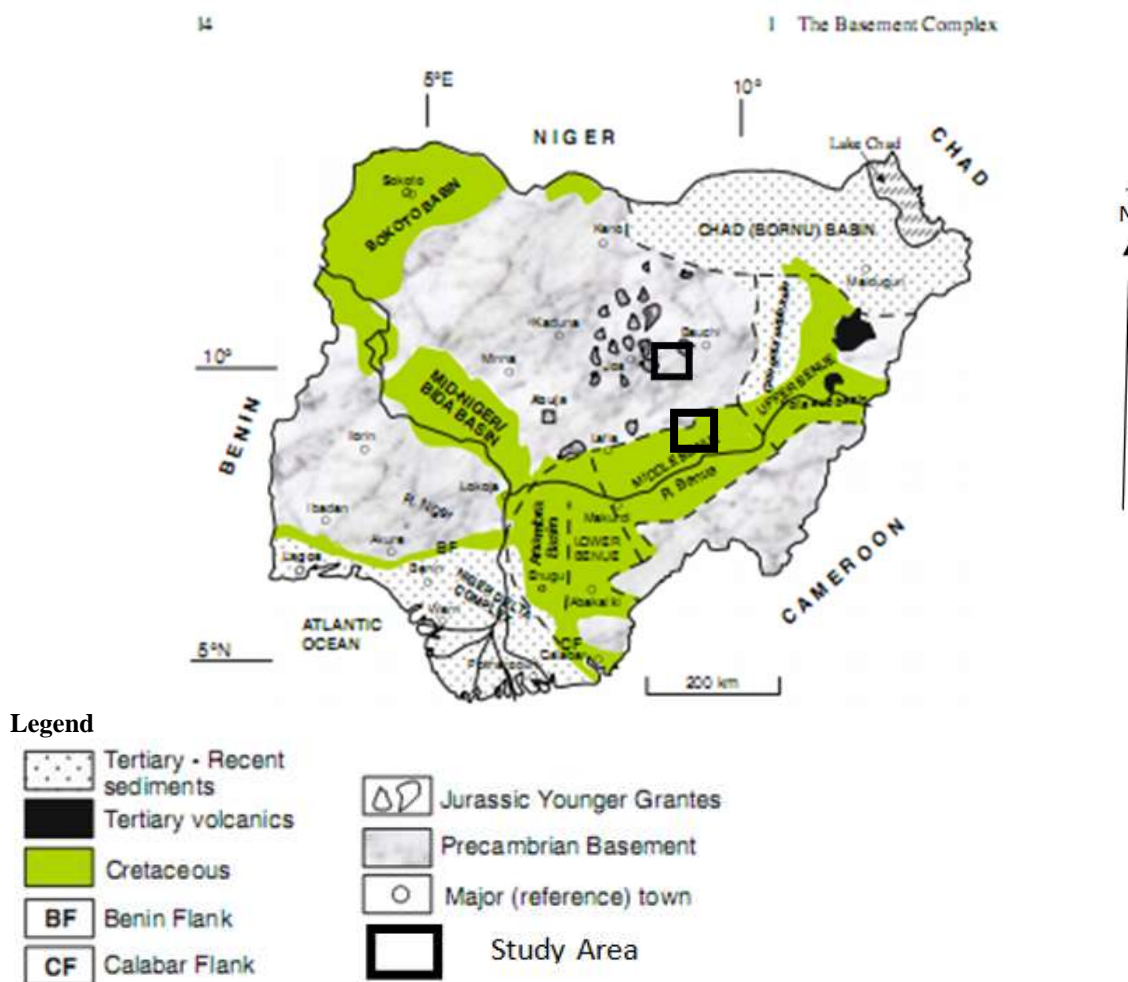 14
1 The Basement Complex
5°E
10°
NIGER
CHAD
Lake Chad
N
Sokoto
SOKOTO BASIN
Kano
CHAD (BORNU) BASIN
Maiduguri
Kaduna
Bauchi
10°
Minna
Jos
UPPER BENUE
Abuja
MID-NIGER/
BIDA BASIN
BENIN
Ilorin
Lafia
MIDDLE BENUE
R. Benue
Lokoja
R. Niger
Ibadan
Makurdi
Anambra
Basin
LOWER
BENUE
Akure
BF
Lagos
Benin
Enugu
Abakaliki
NIGER DELTA
COMPLEX
Warri
CAMEROON
ATLANTIC
OCEAN
CF
Calabar
5°N
200 km
Legend
Tertiary - Recent
sediments
Tertiary volcanics
Cretaceous
BF Benin Flank
CF Calabar Flank
Jurassic Younger Grantes
Precambrian Basement
Major (reference) town
Study Area